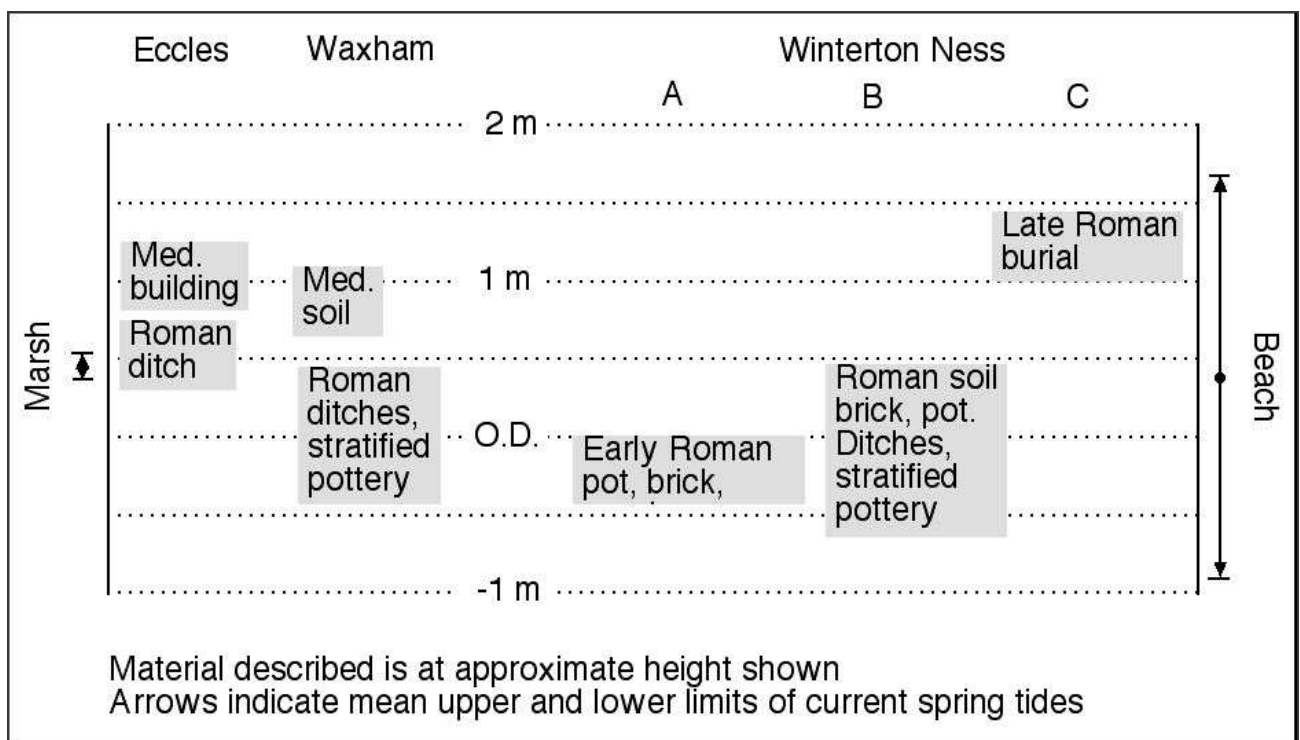 Eccles Waxham Winterton Ness
A B C
2 m
Late Roman
burial
Med.
building
Med.
soil
1 m
Roman
ditch
Marsh
Beach
Roman
ditches,
stratified
pottery
O.D.
Early Roman
pot, brick,
Roman soil
brick, pot.
Ditches,
stratified
pottery
-1 m
Material described is at approximate height shown
Arrows indicate mean upper and lower limits of current spring tides